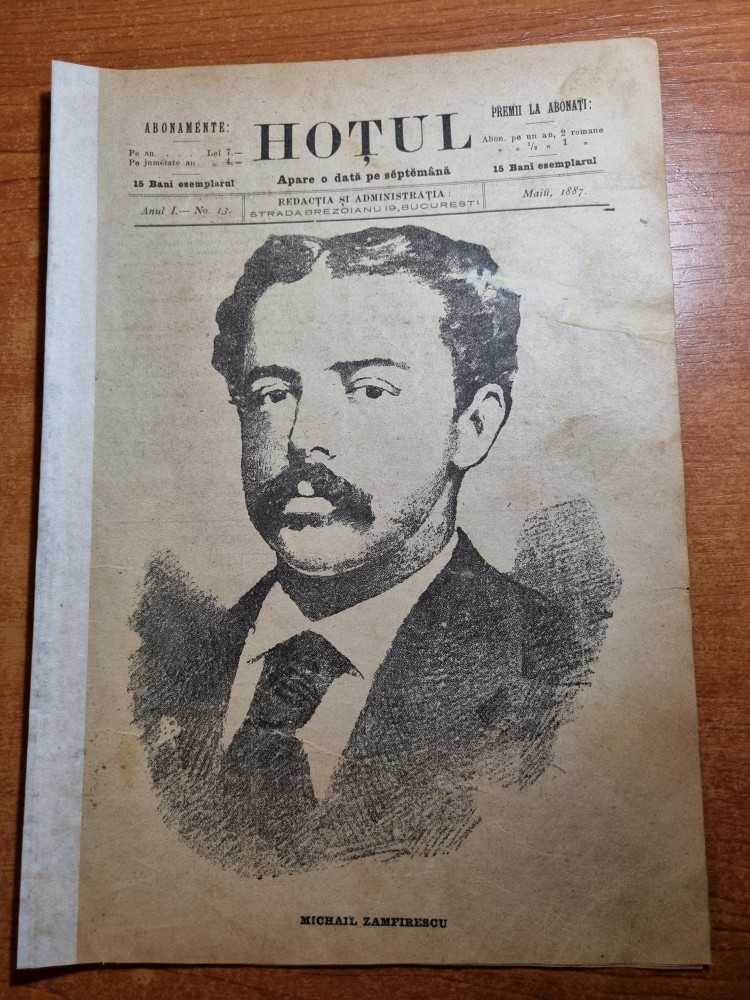 ABONAMENTE:
Pe an. . . . Leĭ 7.—
Pe jumĕtate an „ 4.—
15 Bani esemplarul
HOȚUL
Apare o dată pe sĕptĕmână
PREMII LA ABONAȚI:
Abon. pe un an, 2 romane
„ „ ½ „ 1 „
15 Banĭ esemplarul
Anul I.— No. 13.
REDACȚIA ȘI ADMINISTRAȚIA:
STRADA BREZOIANU 19, BUCURESTI
Maiŭ, 1887.
MICHAIL ZAMFIRESCU